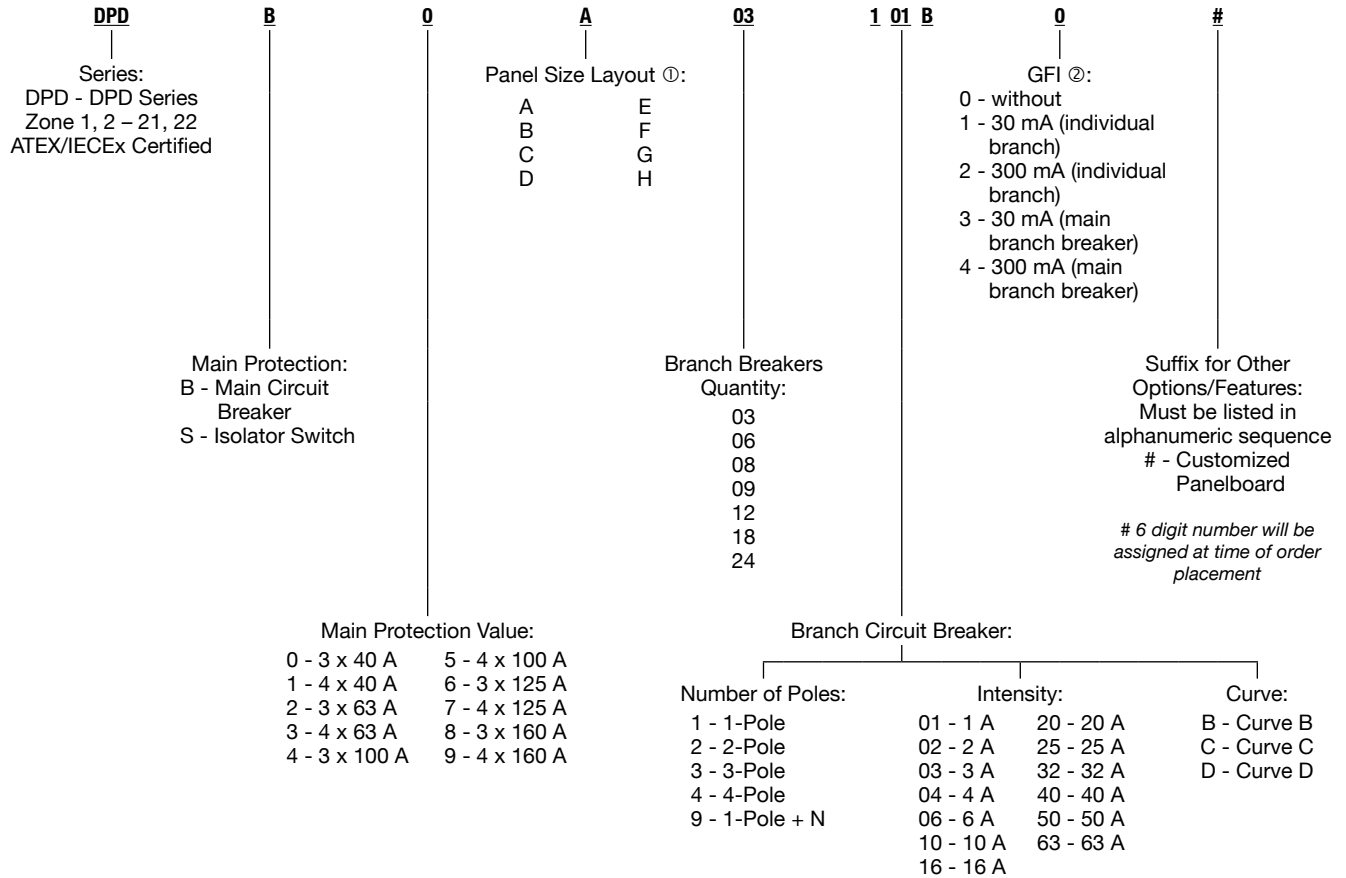 DPD B 0 A 03 1 01 B 0 #
Series:
DPD - DPD Series
Zone 1, 2 – 21, 22
ATEX/IECEx Certified
Panel Size Layout ①:
A E
B F
C G
D H
GFI ②:
0 - without
1 - 30 mA (individual
branch)
2 - 300 mA (individual
branch)
3 - 30 mA (main
branch breaker)
4 - 300 mA (main
branch breaker)
Main Protection:
B - Main Circuit
Breaker
S - Isolator Switch
Branch Breakers
Quantity:
03
06
08
09
12
18
24
Suffix for Other
Options/Features:
Must be listed in
alphanumeric sequence
# - Customized
Panelboard
# 6 digit number will be
assigned at time of order
placement
Main Protection Value:
0 - 3 x 40 A 5 - 4 x 100 A
1 - 4 x 40 A 6 - 3 x 125 A
2 - 3 x 63 A 7 - 4 x 125 A
3 - 4 x 63 A 8 - 3 x 160 A
4 - 3 x 100 A 9 - 4 x 160 A
Branch Circuit Breaker:
Number of Poles:
1 - 1-Pole
2 - 2-Pole
3 - 3-Pole
4 - 4-Pole
9 - 1-Pole + N
Intensity:
01 - 1 A 20 - 20 A
02 - 2 A 25 - 25 A
03 - 3 A 32 - 32 A
04 - 4 A 40 - 40 A
06 - 6 A 50 - 50 A
10 - 10 A 63 - 63 A
16 - 16 A
Curve:
B - Curve B
C - Curve C
D - Curve D